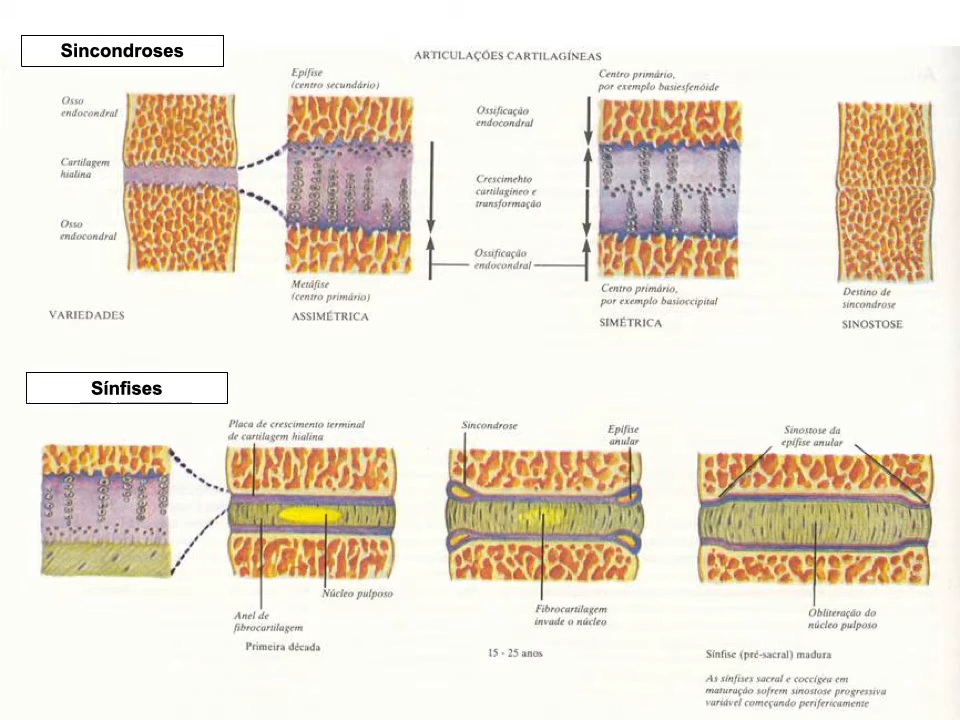 Sincondroses
ARTICULAÇÕES CARTILAGÍNEAS
Epífise
(centro secundário)
Centro primário,
por exemplo basiesfenóide
Osso
endocondral
Ossificação
endocondral
Cartilagem
hialina
Crescimento
cartilagíneo e
transformação
Osso
endocondral
Ossificação
endocondral
Metáfise
(centro primário)
Centro primário,
por exemplo basioccipital
Destino de
sincondrose
VARIEDADES
ASSIMÉTRICA
SIMÉTRICA
SINOSTOSE
Sínfises
Placa de crescimento terminal
de cartilagem hialina
Sincondrose
Epífise
anular
Sinostose da
epífise anular
Núcleo pulposo
Anel de
fibrocartilagem
Fibrocartilagem
invade o núcleo
Obliteração do
núcleo pulposo
Primeira década
15 - 25 anos
Sínfise (pré-sacral) madura
As sínfises sacral e coccígea em
maturação sofrem sinostose progressiva
variável começando perifericamente